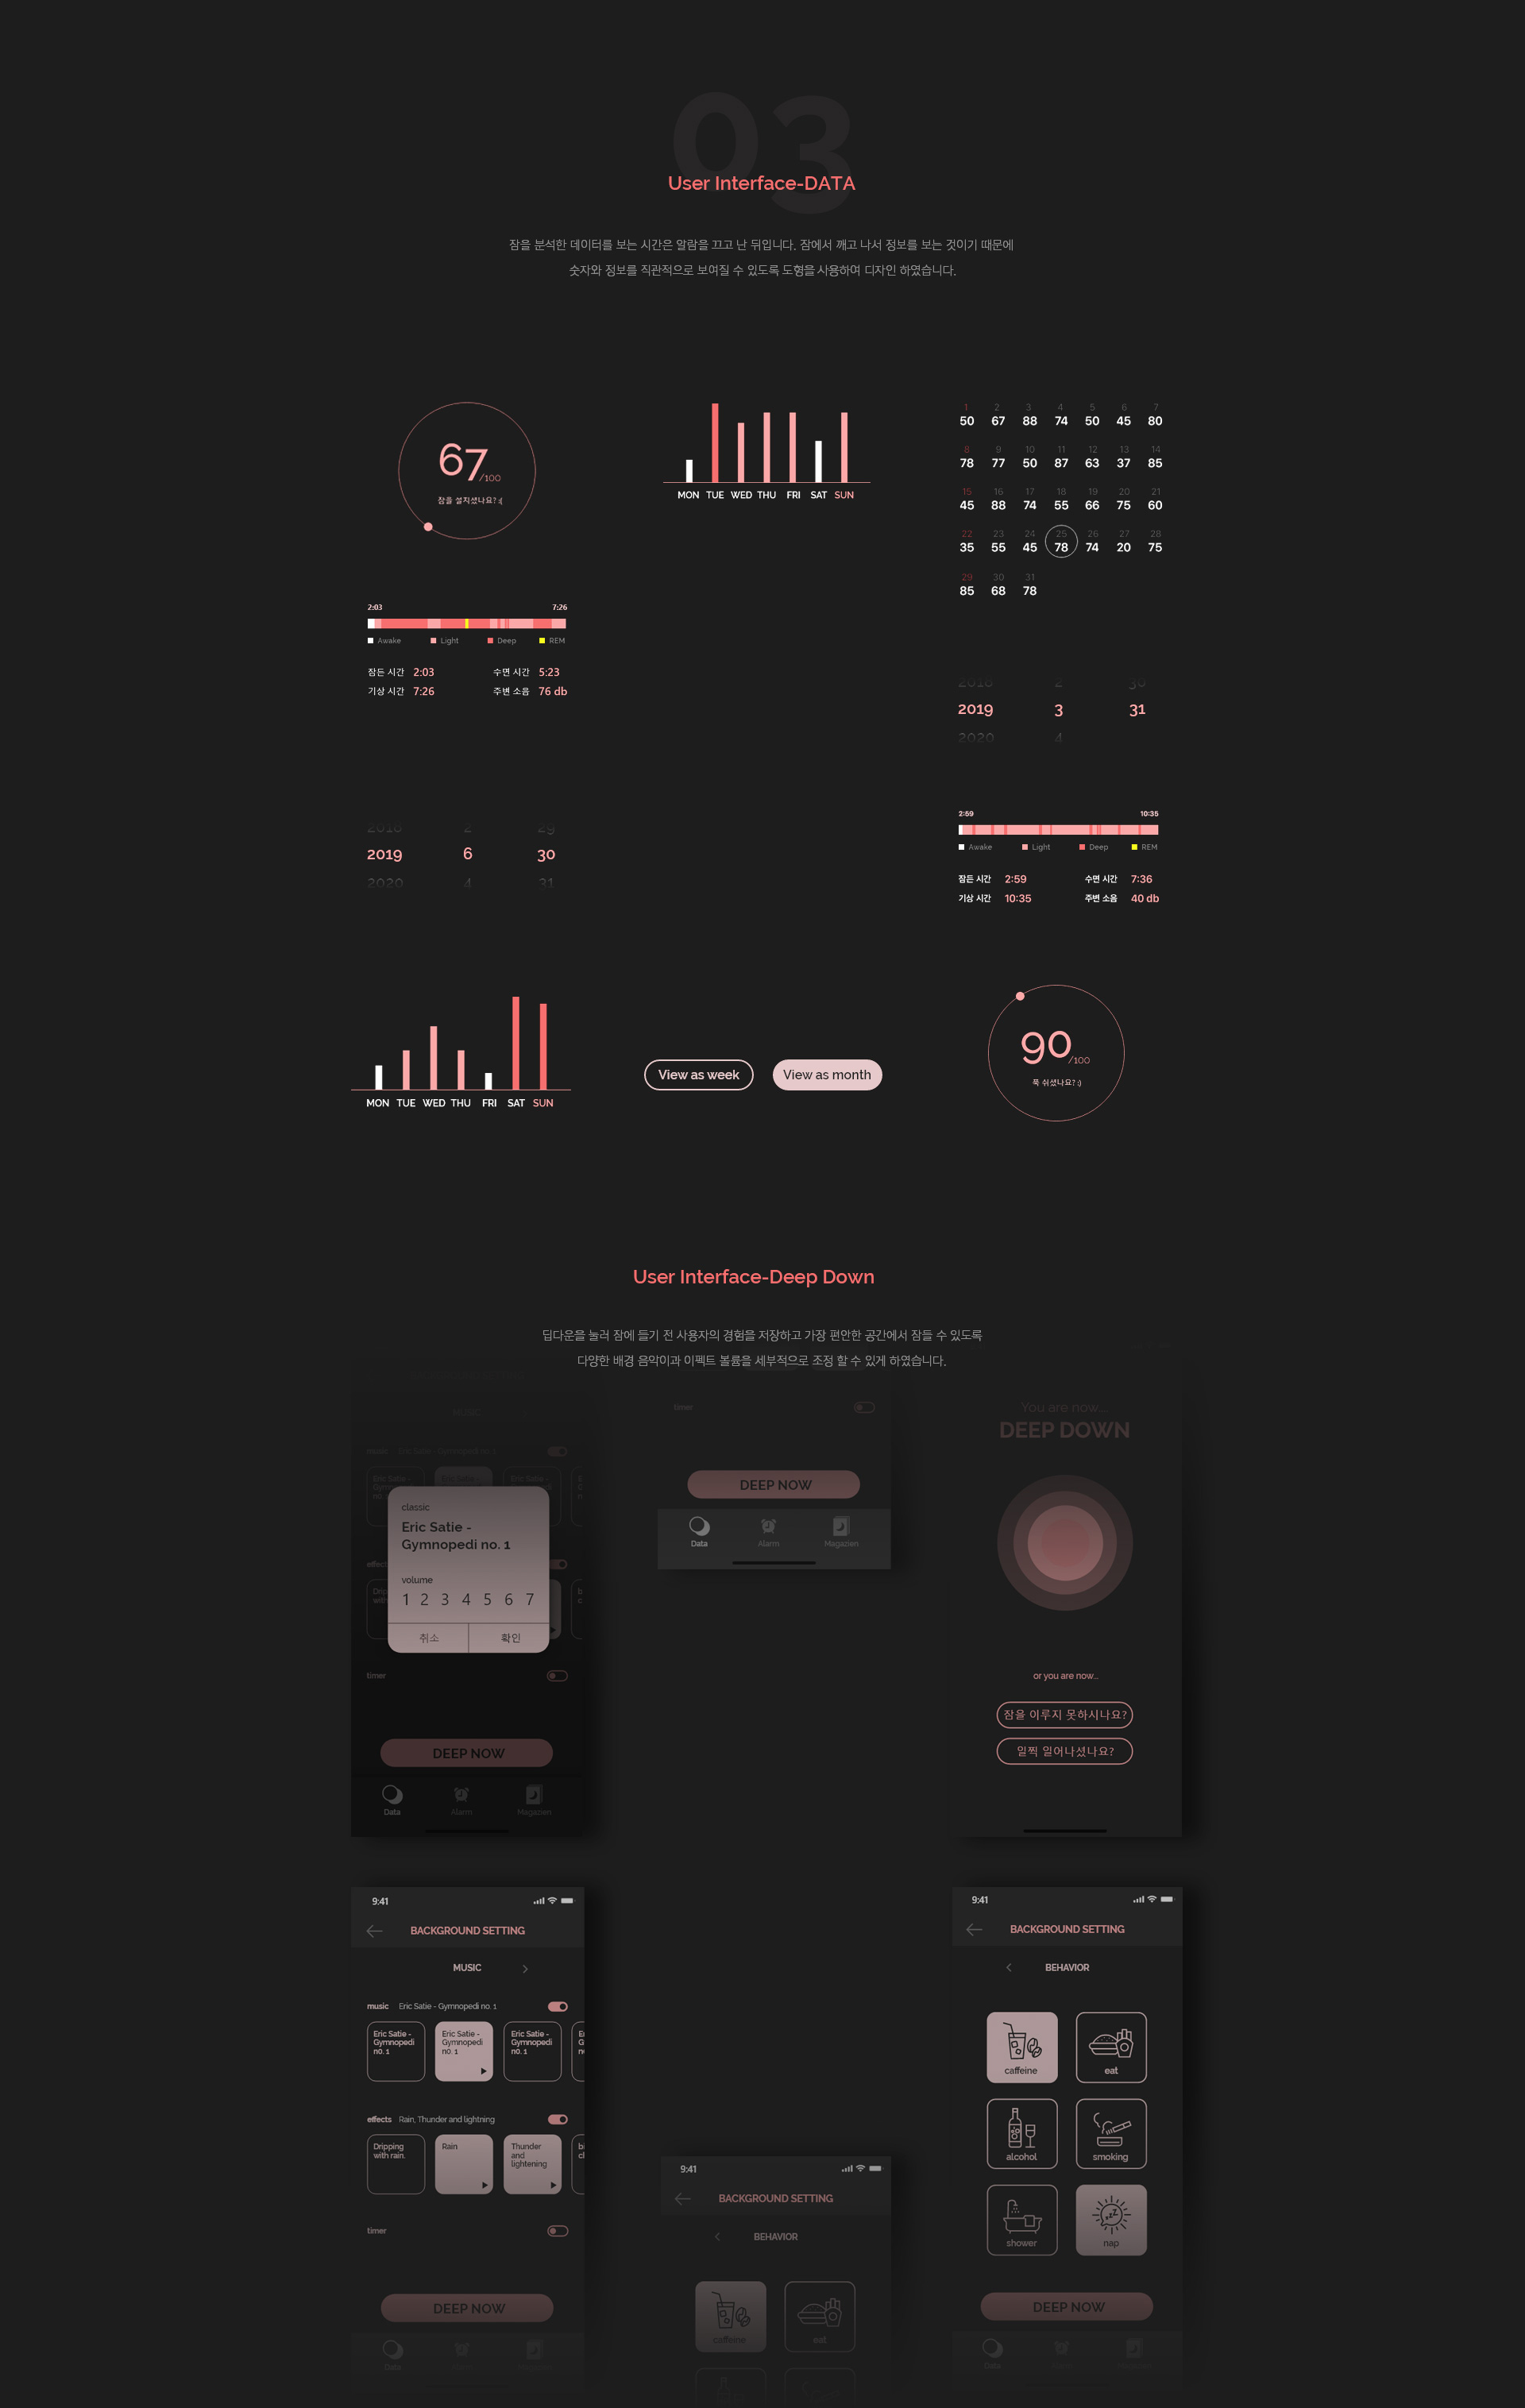 03
User Interface-DATA
잠을 분석한 데이터를 보는 시간은 알람을 끄고 난 뒤입니다. 잠에서 깨고 나서 정보를 보는 것이기 때문에
숫자와 정보를 직관적으로 보여질 수 있도록 도형을 사용하여 디자인 하였습니다.
67/100
잠을 설치셨나요? :(
MON TUE WED THU FRI SAT SUN
1 2 3 4 5 6 7
50 67 88 74 50 45 80
8 9 10 11 12 13 14
78 77 50 87 63 37 85
15 16 17 18 19 20 21
45 88 74 55 66 75 60
22 23 24 25 26 27 28
35 55 45 78 74 20 75
29 30 31
85 68 78
2:03 7:26
Awake Light Deep REM
잠든 시간 2:03 수면 시간 5:23
기상 시간 7:26 주변 소음 76 db
2018 2 30
2019 3 31
2020 4
2:59 10:35
Awake Light Deep REM
잠든 시간 2:59 수면 시간 7:36
기상 시간 10:35 주변 소음 40 db
2018 2 29
2019 6 30
2020 4 31
MON TUE WED THU FRI SAT SUN
View as week View as month
90/100
푹 쉬셨나요? :)
User Interface-Deep Down
딥다운을 눌러 잠에 들기 전 사용자의 경험을 저장하고 가장 편안한 공간에서 잠들 수 있도록
다양한 배경 음악이과 이펙트 볼륨을 세부적으로 조정 할 수 있게 하였습니다.
MUSIC
music Eric Satie - Gymnopedi no. 1
classic
Eric Satie -
Gymnopedi no. 1
volume
1 2 3 4 5 6 7
취소 확인
timer
DEEP NOW
Data Alarm Magazien
timer
DEEP NOW
Data Alarm Magazien
You are now...
DEEP DOWN
or you are now...
잠을 이루지 못하시나요?
일찍 일어나셨나요?
9:41
BACKGROUND SETTING
MUSIC
music Eric Satie - Gymnopedi no. 1
Eric Satie -
Gymnopedi
n0. 1
Eric Satie -
Gymnopedi
n0. 1
Eric Satie -
Gymnopedi
n0. 1
effects Rain, Thunder and lightning
Dripping
with rain.
Rain
Thunder
and
lightening
timer
DEEP NOW
Data
9:41
BACKGROUND SETTING
BEHAVIOR
caffeine eat
9:41
BACKGROUND SETTING
BEHAVIOR
caffeine eat
alcohol smoking
shower nap
DEEP NOW
Data